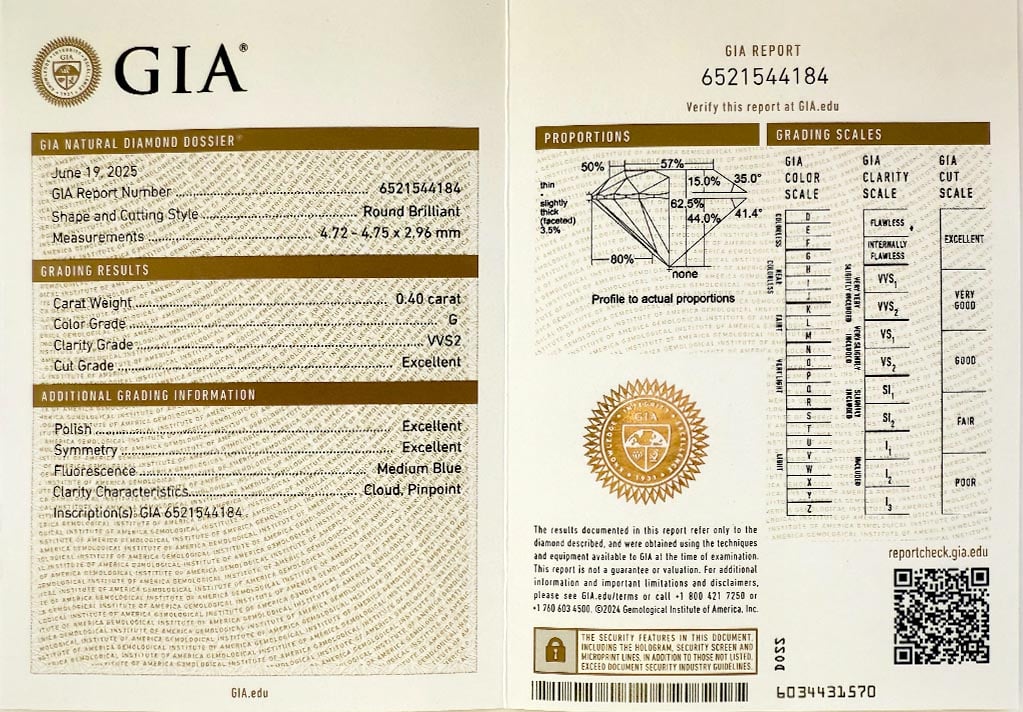 GIA®
GIA NATURAL DIAMOND DOSSIER®
June 19, 2025
GIA Report Number 6521544184
Shape and Cutting Style Round Brilliant
Measurements 4.72 - 4.75 x 2.96 mm
GRADING RESULTS
Carat Weight 0.40 carat
Color Grade G
Clarity Grade VVS2
Cut Grade Excellent
ADDITIONAL GRADING INFORMATION
Polish Excellent
Symmetry Excellent
Fluorescence Medium Blue
Clarity Characteristics Cloud, Pinpoint
Inscription(s): GIA 6521544184
GIA.edu
GIA REPORT
6521544184
Verify this report at GIA.edu
PROPORTIONS
50%
57%
thin
-
slightly
thick
(faceted)
3.5%
15.0%
35.0°
62.5%
44.0%
41.4°
80%
none
Profile to actual proportions
GRADING SCALES
GIA
COLOR
SCALE
COLORLESS
D
E
F
NEAR
COLORLESS
G
H
I
J
FAINT
K
L
M
VERY LIGHT
N
O
P
Q
R
LIGHT
S
T
U
V
W
X
Y
Z
GIA
CLARITY
SCALE
FLAWLESS
INTERNALLY
FLAWLESS
VERY VERY
SLIGHTLY INCLUDED
VVS1
VVS2
VERY SLIGHTLY
INCLUDED
VS1
VS2
SLIGHTLY
INCLUDED
SI1
SI2
INCLUDED
I1
I2
I3
GIA
CUT
SCALE
EXCELLENT
VERY
GOOD
GOOD
FAIR
POOR
GIA
1931
The results documented in this report refer only to the
diamond described, and were obtained using the techniques
and equipment available to GIA at the time of examination.
This report is not a guarantee or valuation. For additional
information and important limitations and disclaimers,
please see GIA.edu/terms or call +1 800 421 7250 or
+1 760 603 4500. ©2024 Gemological Institute of America, Inc.
THE SECURITY FEATURES IN THIS DOCUMENT,
INCLUDING THE HOLOGRAM, SECURITY SCREEN AND
MICROPRINT LINES, IN ADDITION TO THOSE NOT LISTED,
EXCEED DOCUMENT SECURITY INDUSTRY GUIDELINES.
reportcheck.gia.edu
D022
6034431570